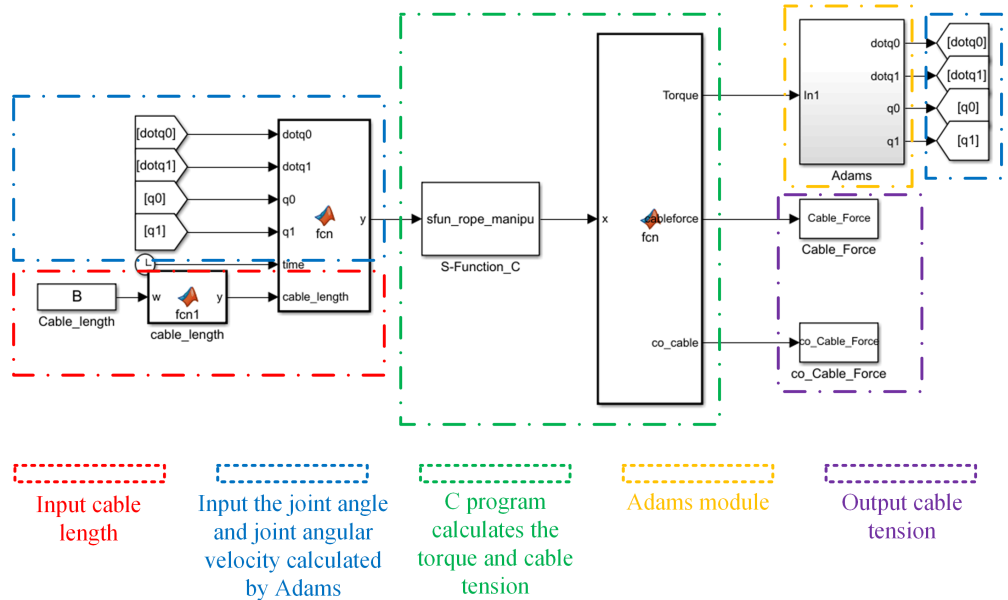 [dotq0]
[dotq1]
[q0]
[q1]
dotq0
dotq1
q0
q1
time
cable_length
y
fcn
B
Cable_length
w
y
fcn1
cable_length
sfun_rope_manipu
S-Function_C
x
Torque
cableforce
fcn
co_cable
In1
dotq0
dotq1
q0
q1
Adams
[dotq0]
[dotq1]
[q0]
[q1]
Cable_Force
Cable_Force
co_Cable_Force
co_Cable_Force
Input cable
length
Input the joint angle
and joint angular
velocity calculated
by Adams
C program
calculates the
torque and cable
tension
Adams module
Output cable
tension